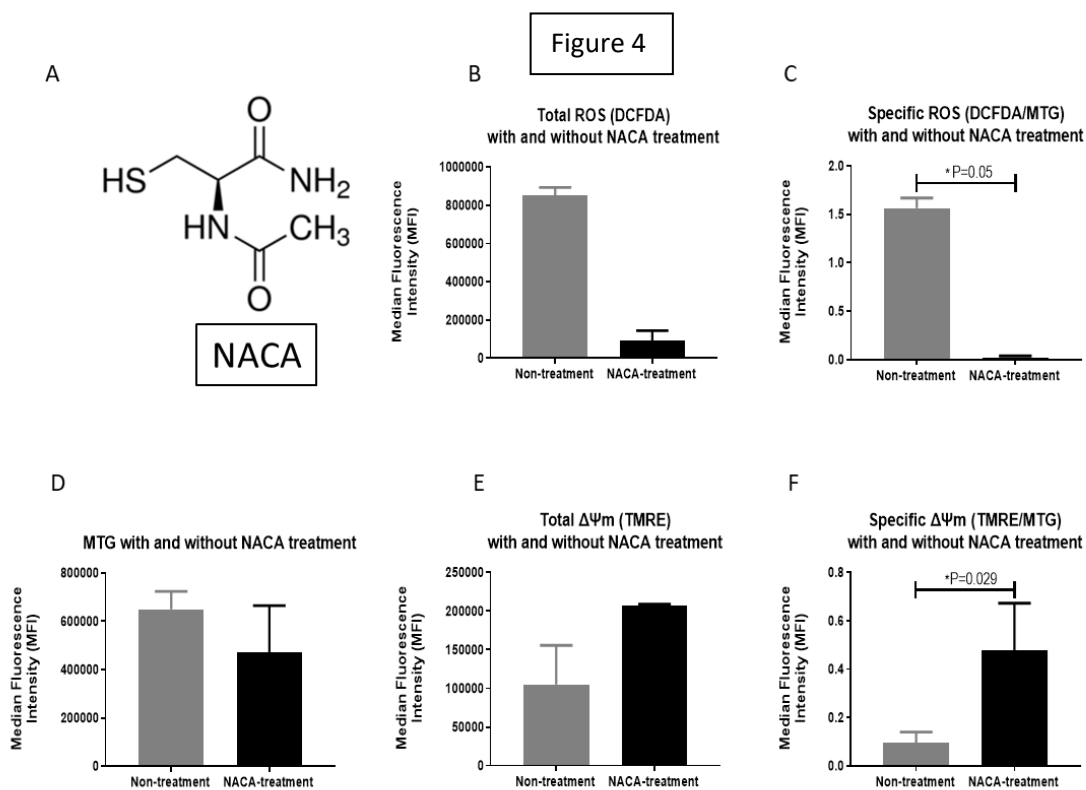 Figure 4
A
O
HS
NH2
HN
CH3
O
NACA
B
Total ROS (DCFDA)
with and without NACA treatment
Median Fluorescence
Intensity (MFI)
1000000
800000
600000
400000
200000
0
Non-treatment NACA-treatment
C
Specific ROS (DCFDA/MTG)
with and without NACA treatment
Median Fluorescence
Intensity (MFI)
2.0
*P=0.05
1.5
1.0
0.5
0.0
Non-treatment NACA-treatment
D
MTG with and without NACA treatment
Median Fluorescence
Intensity (MFI)
800000
600000
400000
200000
0
Non-treatment NACA-treatment
E
Total ΔΨm (TMRE)
with and without NACA treatment
Median Fluorescence
Intensity (MFI)
250000
200000
150000
100000
50000
0
Non-treatment NACA-treatment
F
Specific ΔΨm (TMRE/MTG)
with and without NACA treatment
Median Fluorescence
Intensity (MFI)
0.8
*P=0.029
0.6
0.4
0.2
0.0
Non-treatment NACA-treatment